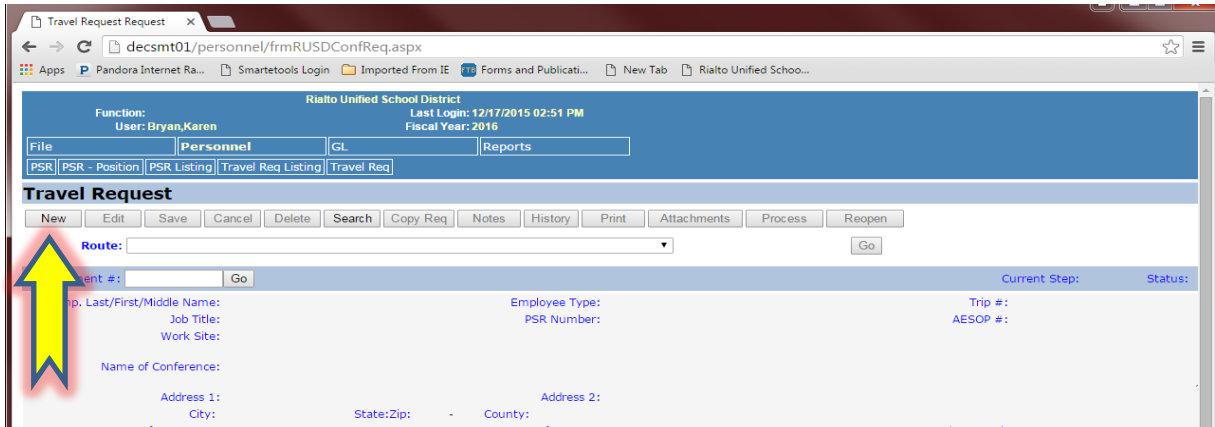 Travel Request Request ×
decsmt01/personnel/frmRUSDConfReq.aspx
Apps Pandora Internet Ra... Smartetools Login Imported From IE FTB Forms and Publicati... New Tab Rialto Unified Schoo...
Rialto Unified School District
Function: Last Login: 12/17/2015 02:51 PM
User: Bryan,Karen Fiscal Year: 2016
File Personnel GL Reports
PSR PSR - Position PSR Listing Travel Req Listing Travel Req
Travel Request
New Edit Save Cancel Delete Search Copy Req Notes History Print Attachments Process Reopen
Route: Go
#: Go Current Step: Status:
Last/First/Middle Name: Employee Type: Trip #:
Job Title: PSR Number: AESOP #:
Work Site:
Name of Conference:
Address 1: Address 2:
City: State:Zip: - County: